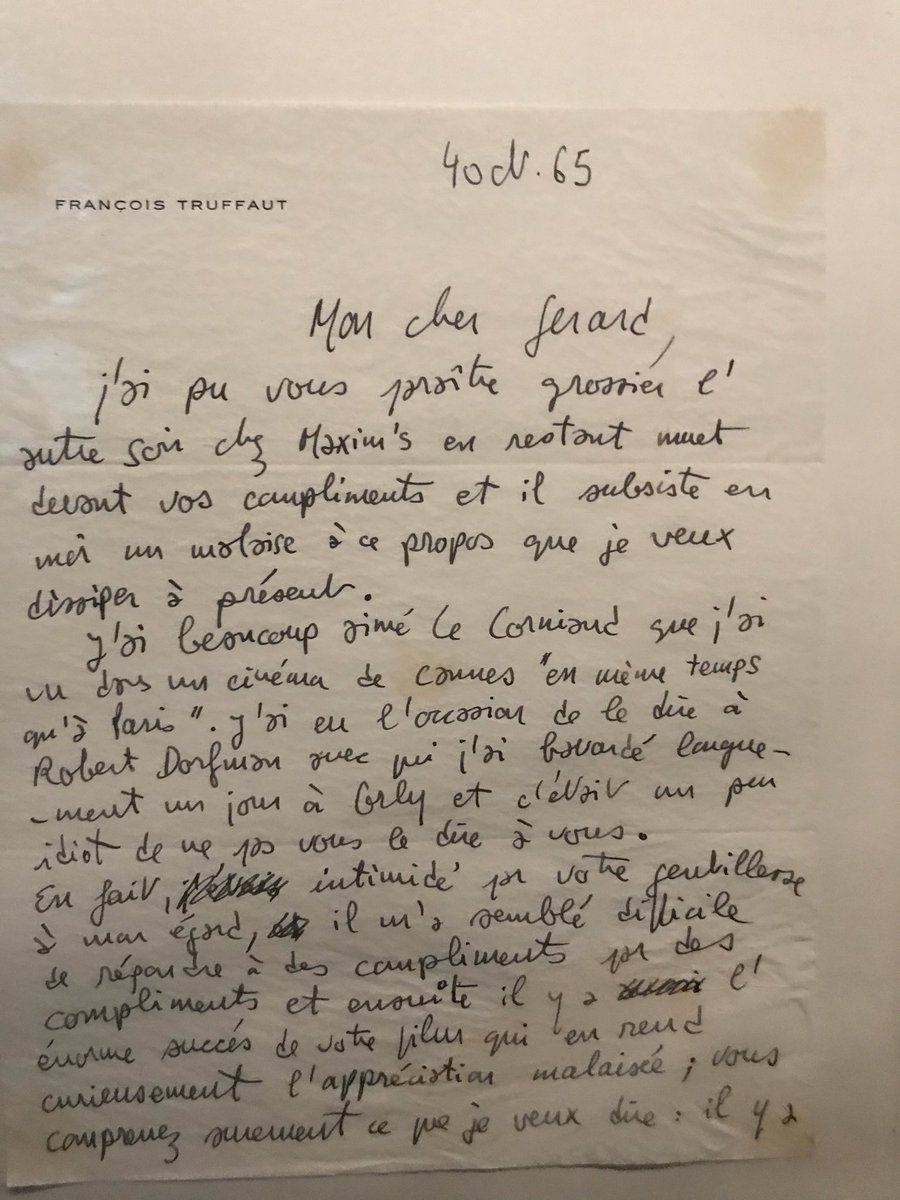 4 oct. 65
FRANÇOIS TRUFFAUT
Mon cher Gerard,
j'ai pu vous praître grossier l'
autre soir chez Maxim's en restant muet
devant vos compliments et il subsiste en
moi un malaise à ce propos que je veux
dissiper à présent.
J'ai beaucoup aimé Le Corniaud que j'ai
vu dans un cinéma de Cannes "en même temps
qu'à Paris". J'ai eu l'occasion de le dire à
Robert Dorfman avec qui j'ai bavardé longue-
-ment un jour à Orly et c'était un peu
idiot de ne pas vous le dire à vous.
En fait, intimidé par votre gentillesse
à mon égard, il m'a semblé difficile
de répondre à des compliments par des
compliments et ensuite il y a l'
énorme succés de votre film qui en rend
curieusement l'appréciation malaisée ; vous
comprenez surement ce que je veux dire : il y a